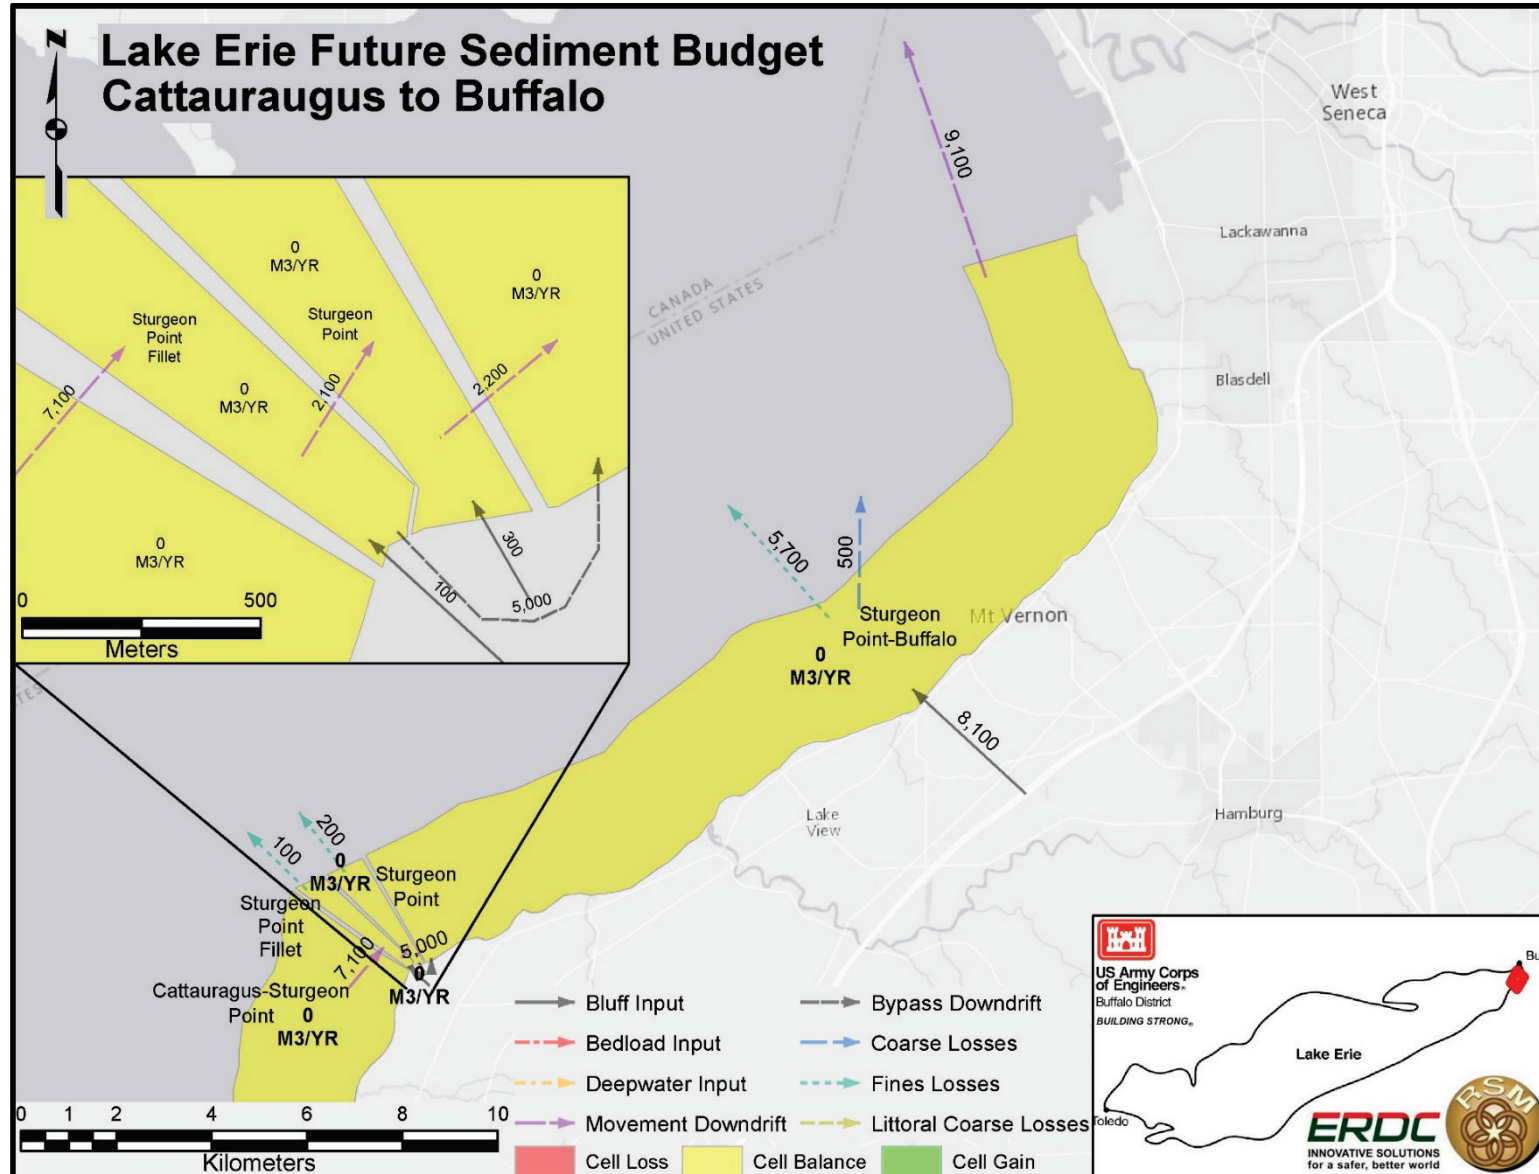 N
Lake Erie Future Sediment Budget
Cattauraugus to Buffalo
West
Seneca
9,100
Lackawanna
CANADA
UNITED STATES
Blasdell
0
M3/YR
0
M3/YR
Sturgeon
Point
Fillet
Sturgeon
Point
7,100
0
M3/YR
2,100
2,200
0
M3/YR
300
100
5,000
0
500
Meters
5,700
500
Sturgeon
Point-Buffalo
Mt Vernon
0
M3/YR
8,100
Lake
View
Hamburg
100
200
0
M3/YR
Sturgeon
Point
Sturgeon
Point
Fillet
7,100
5,000
0
M3/YR
Cattauragus-Sturgeon
Point
0
M3/YR
0 1 2 4 6 8 10
Kilometers
Bluff Input
Bedload Input
Deepwater Input
Movement Downdrift
Bypass Downdrift
Coarse Losses
Fines Losses
Littoral Coarse Losses
Cell Loss
Cell Balance
Cell Gain
US Army Corps
of Engineers®
Buffalo District
BUILDING STRONG®
Bu
Lake Erie
Toledo
ERDC
INNOVATIVE SOLUTIONS
for a safer, better world
RSM